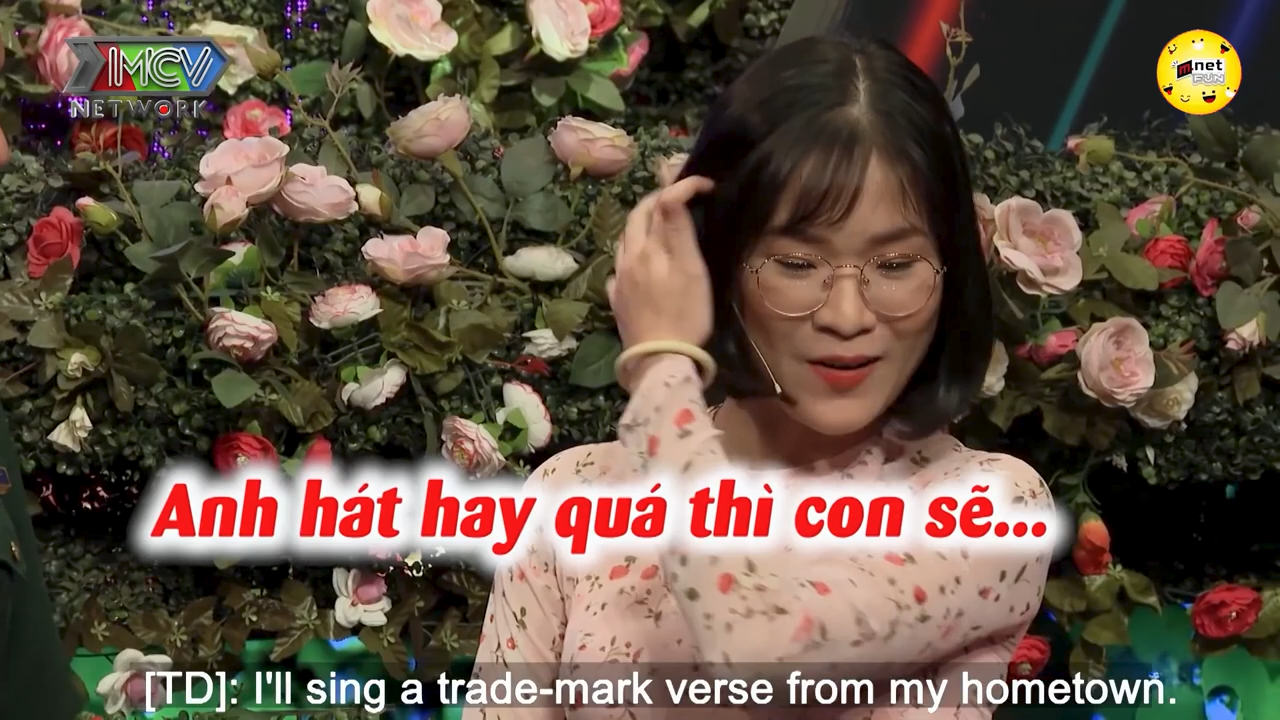 MCV
NETWORK
mnet
FUN
Anh hát hay quá thì con sẽ...
[TD]: I'll sing a trade-mark verse from my hometown.